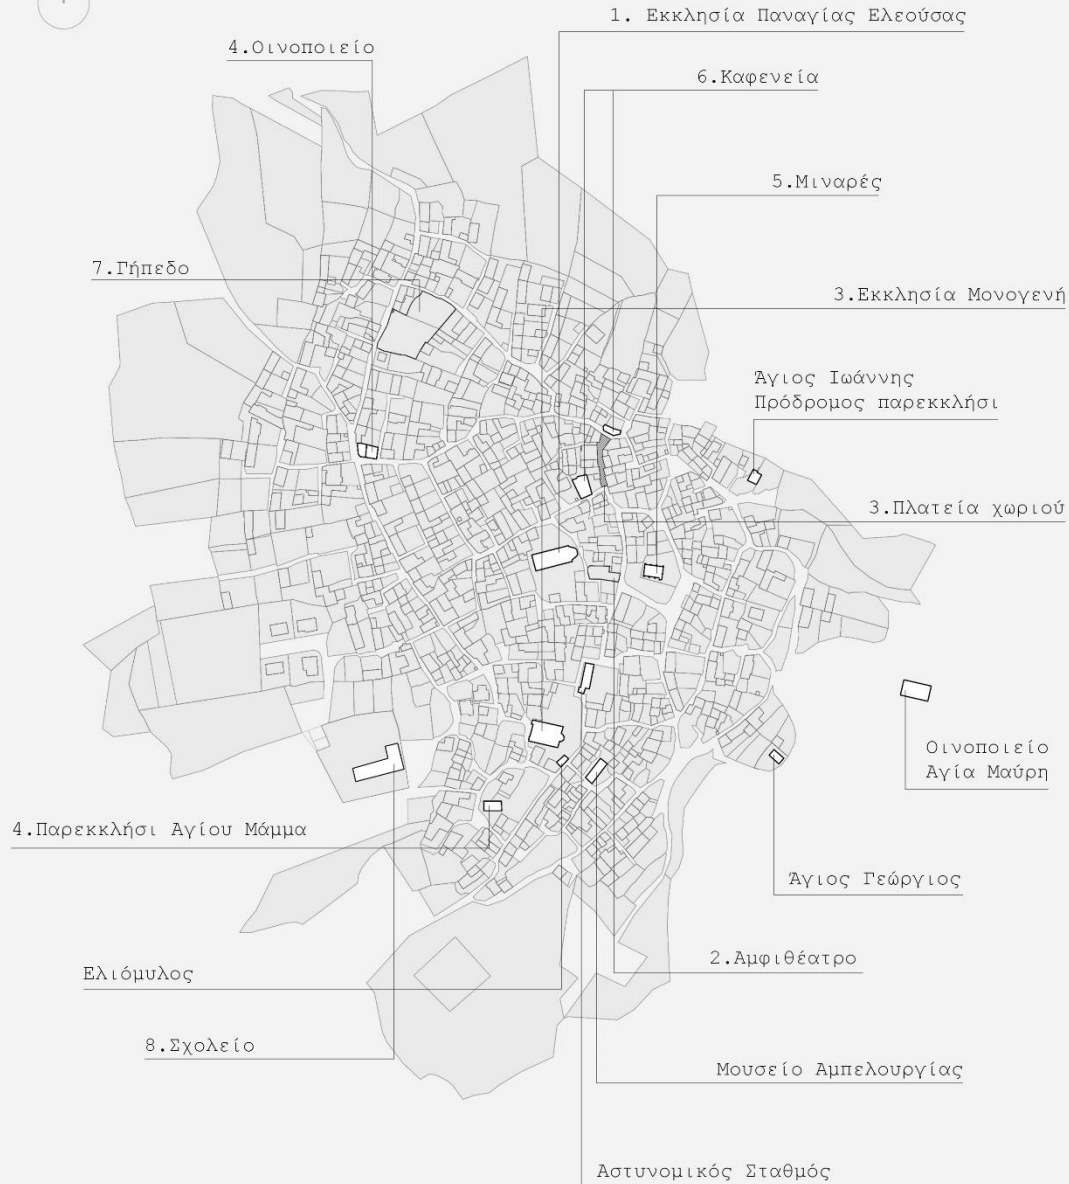 1. Εκκλησία Παναγίας Ελεούσας
4.Οινοποιείο
6.Καφενεία
5.Μιναρές
7.Γήπεδο
3.Εκκλησία Μονογενή
Άγιος Ιωάννης
Πρόδρομος παρεκκλήσι
3.Πλατεία χωριού
Οινοποιείο
Αγία Μαύρη
4.Παρεκκλήσι Αγίου Μάμμα
Άγιος Γεώργιος
2.Αμφιθέατρο
Ελιόμυλος
8.Σχολείο
Μουσείο Αμπελουργίας
Αστυνομικός Σταθμός